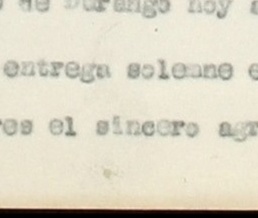 de Durango hoy
entrega solemne e
res el sincero agr